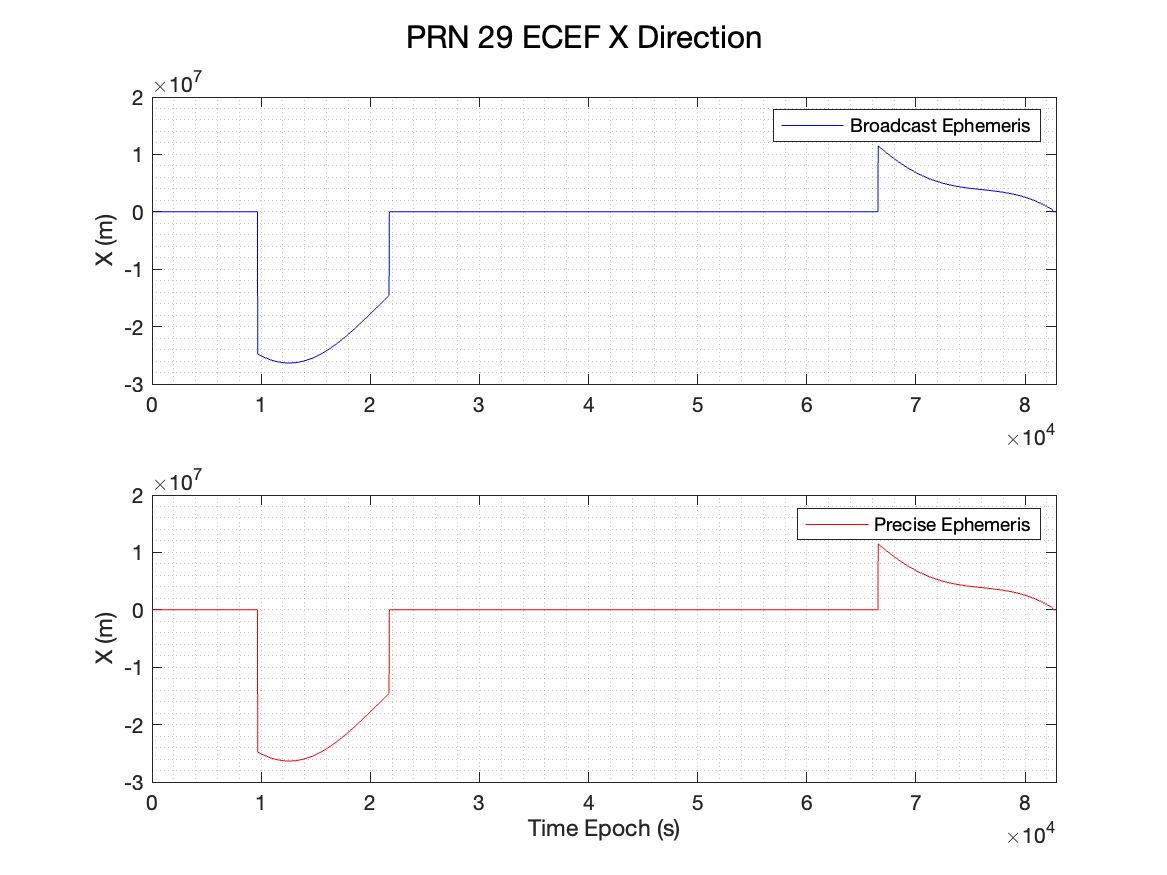 PRN 29 ECEF X Direction
×10^7
Broadcast Ephemeris
2
1
0
-1
-2
-3
X (m)
0 1 2 3 4 5 6 7 8
×10^4
×10^7
Precise Ephemeris
2
1
0
-1
-2
-3
X (m)
0 1 2 3 4 5 6 7 8
Time Epoch (s)
×10^4